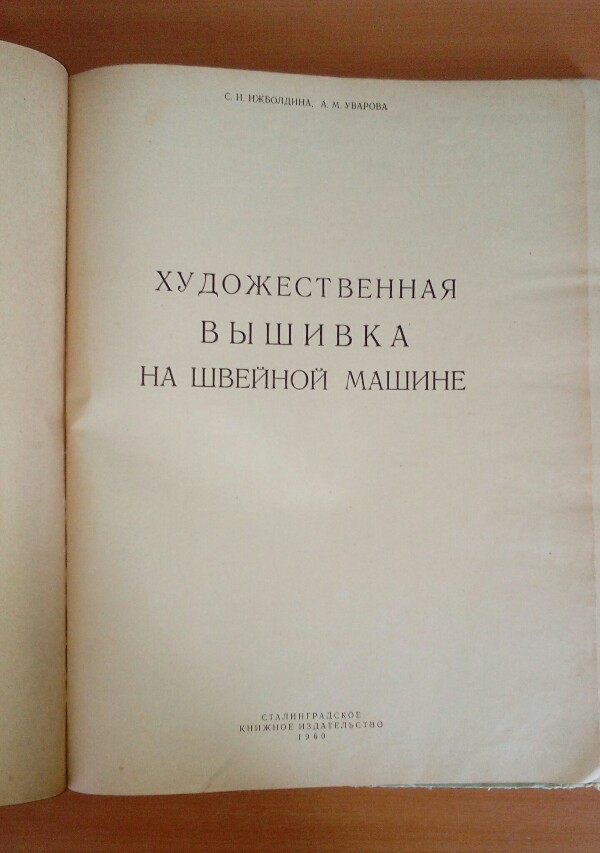 С. И. ИЖБОЛДИНА, А. М. УВАРОВА
ХУДОЖЕСТВЕННАЯ
ВЫШИВКА
НА ШВЕЙНОЙ МАШИНЕ
СТАЛИНГРАДСКОЕ
КНИЖНОЕ ИЗДАТЕЛЬСТВО
1960